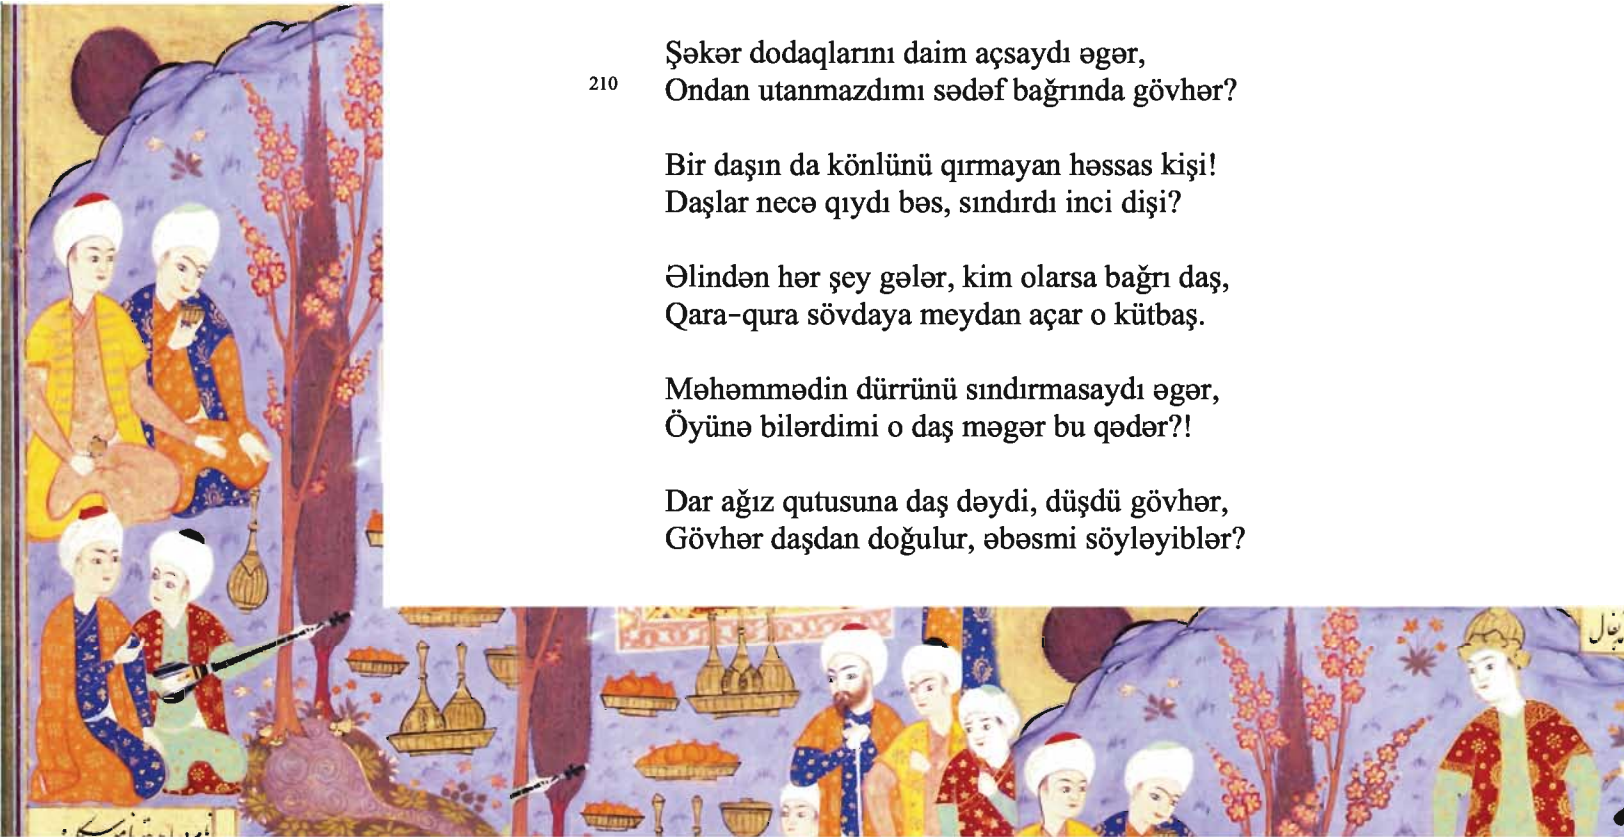 Şəkər dodaqlarını daim açsaydı əgər,
210 Ondan utanmazdımı sədəf bağrında gövhər?
Bir daşın da könlünü qırmayan həssas kişi!
Daşlar necə qıydı bəs, sındırdı inci dişi?
Əlindən hər şey gələr, kim olarsa bağrı daş,
Qara-qura sövdaya meydan açar o kütbaş.
Məhəmmədin dürrünü sındırmasaydı əgər,
Öyünə bilərdimi o daş məgər bu qədər?!
Dar ağız qutusuna daş dəydi, düşdü gövhər,
Gövhər daşdan doğulur, əbəsmi söyləyiblər?